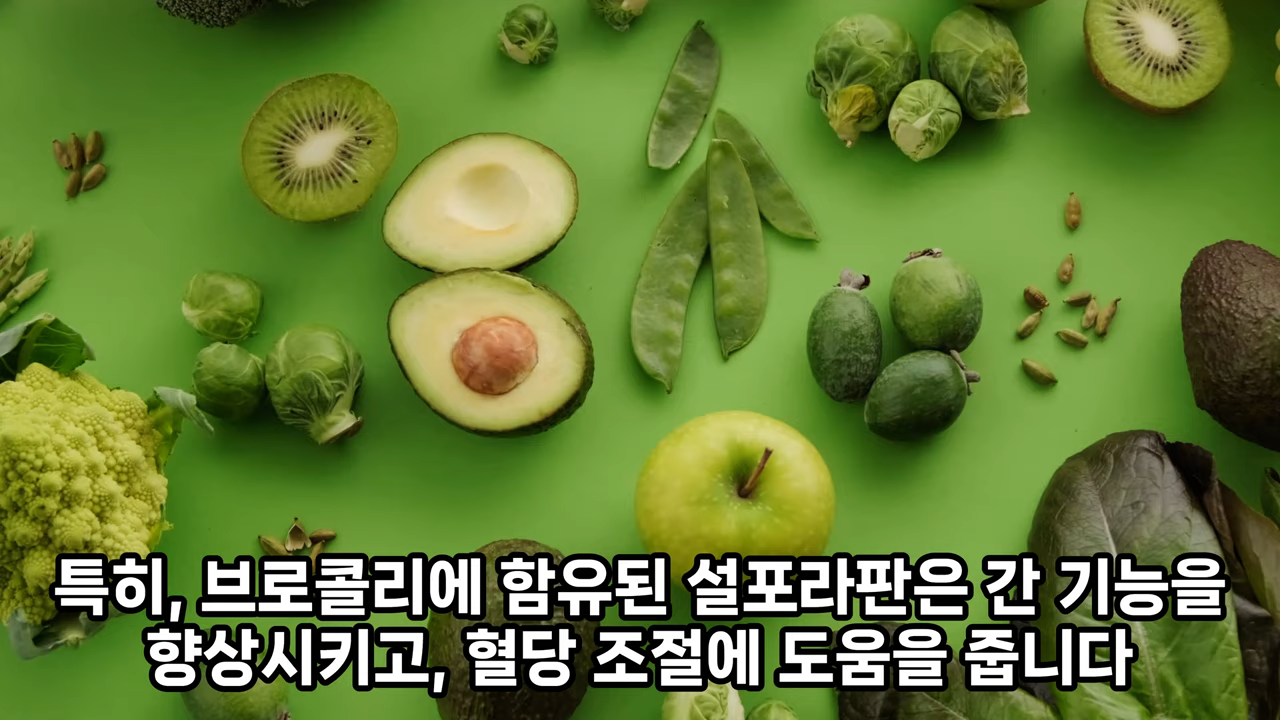 특히, 브로콜리에 함유된 설포라판은 간 기능을
향상시키고, 혈당 조절에 도움을 줍니다